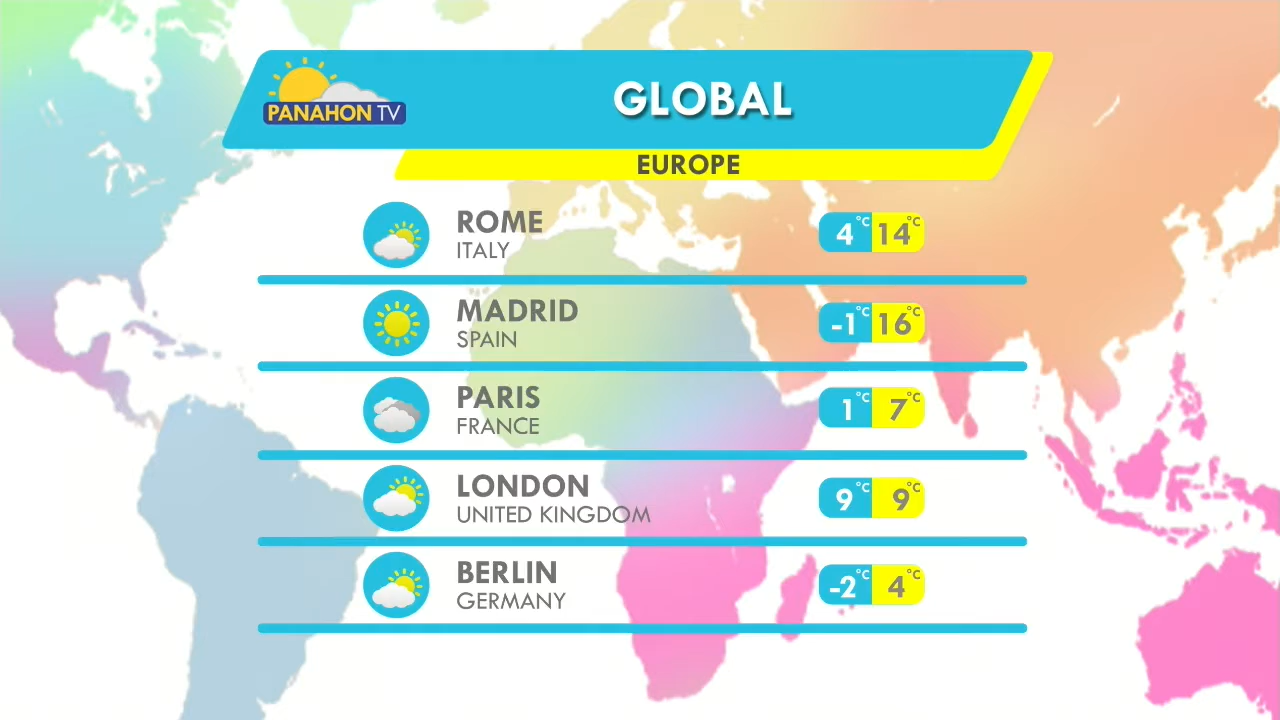 PANAHON TV
GLOBAL
EUROPE
ROME
ITALY
4°C 14°C
MADRID
SPAIN
-1°C 16°C
PARIS
FRANCE
1°C 7°C
LONDON
UNITED KINGDOM
9°C 9°C
BERLIN
GERMANY
-2°C 4°C